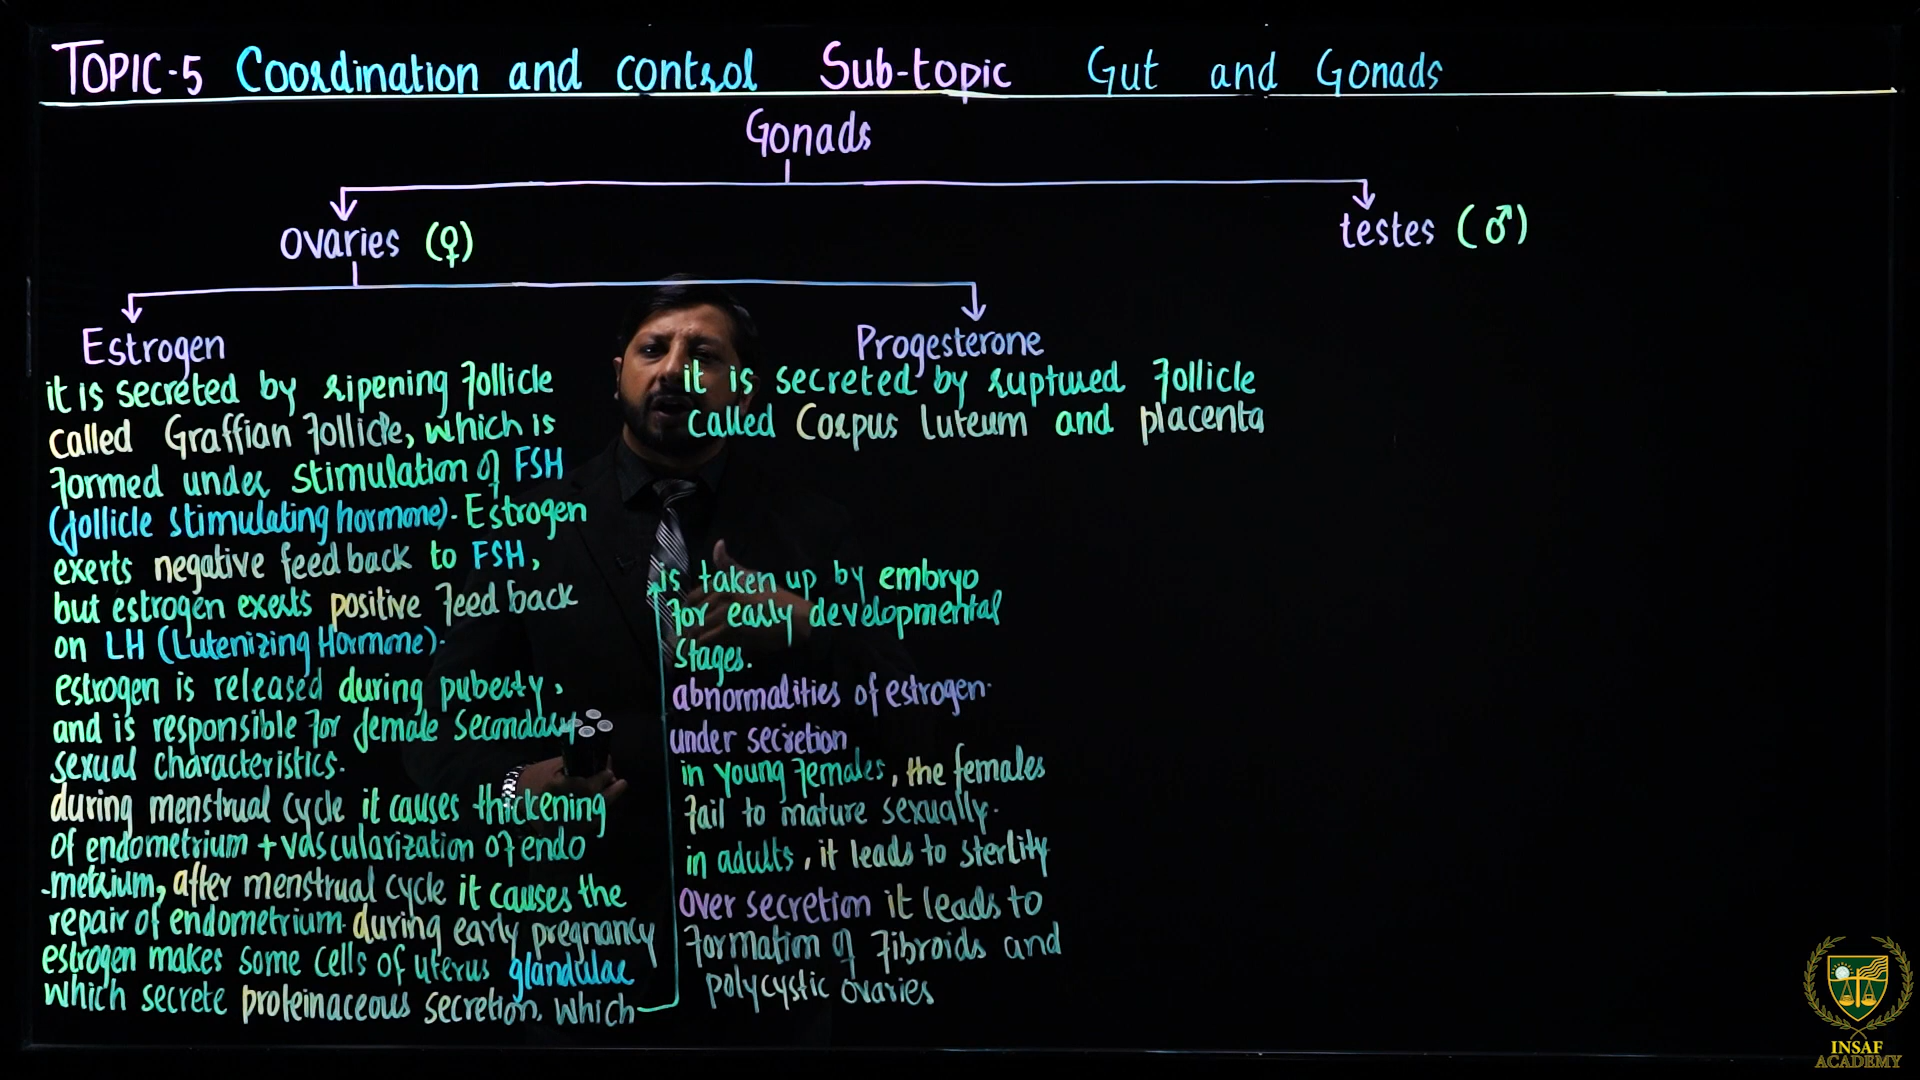 TOPIC-5 Coordination and control Sub-topic Gut and Gonads
Gonads
Ovaries (♀)
testes (♂)
Estrogen
it is secreted by ripening follicle
called Graffian follicle, which is
formed under stimulation of FSH
(follicle stimulating hormone). Estrogen
exerts negative feed back to FSH,
but estrogen exerts positive feed back
on LH (Lutenizing Hormone).
estrogen is released during puberty,
and is responsible for female Secondary
sexual characteristics.
during menstrual cycle it causes thickening
of endometrium + vascularization of endo
-metrium, after menstrual cycle it causes the
repair of endometrium. during early pregnancy
estrogen makes some cells of uterus glandular
which secrete proteinaceous secretion. which
is taken up by embryo
for early developmental
stages.
abnormalities of estrogen.
under secretion
in young females, the females
fail to mature sexually.
in adults, it leads to sterlity
over secretion it leads to
formation of fibroids and
polycystic ovaries
Progesterone
it is secreted by ruptured follicle
called Corpus luteum and placenta
INSAF
ACADEMY